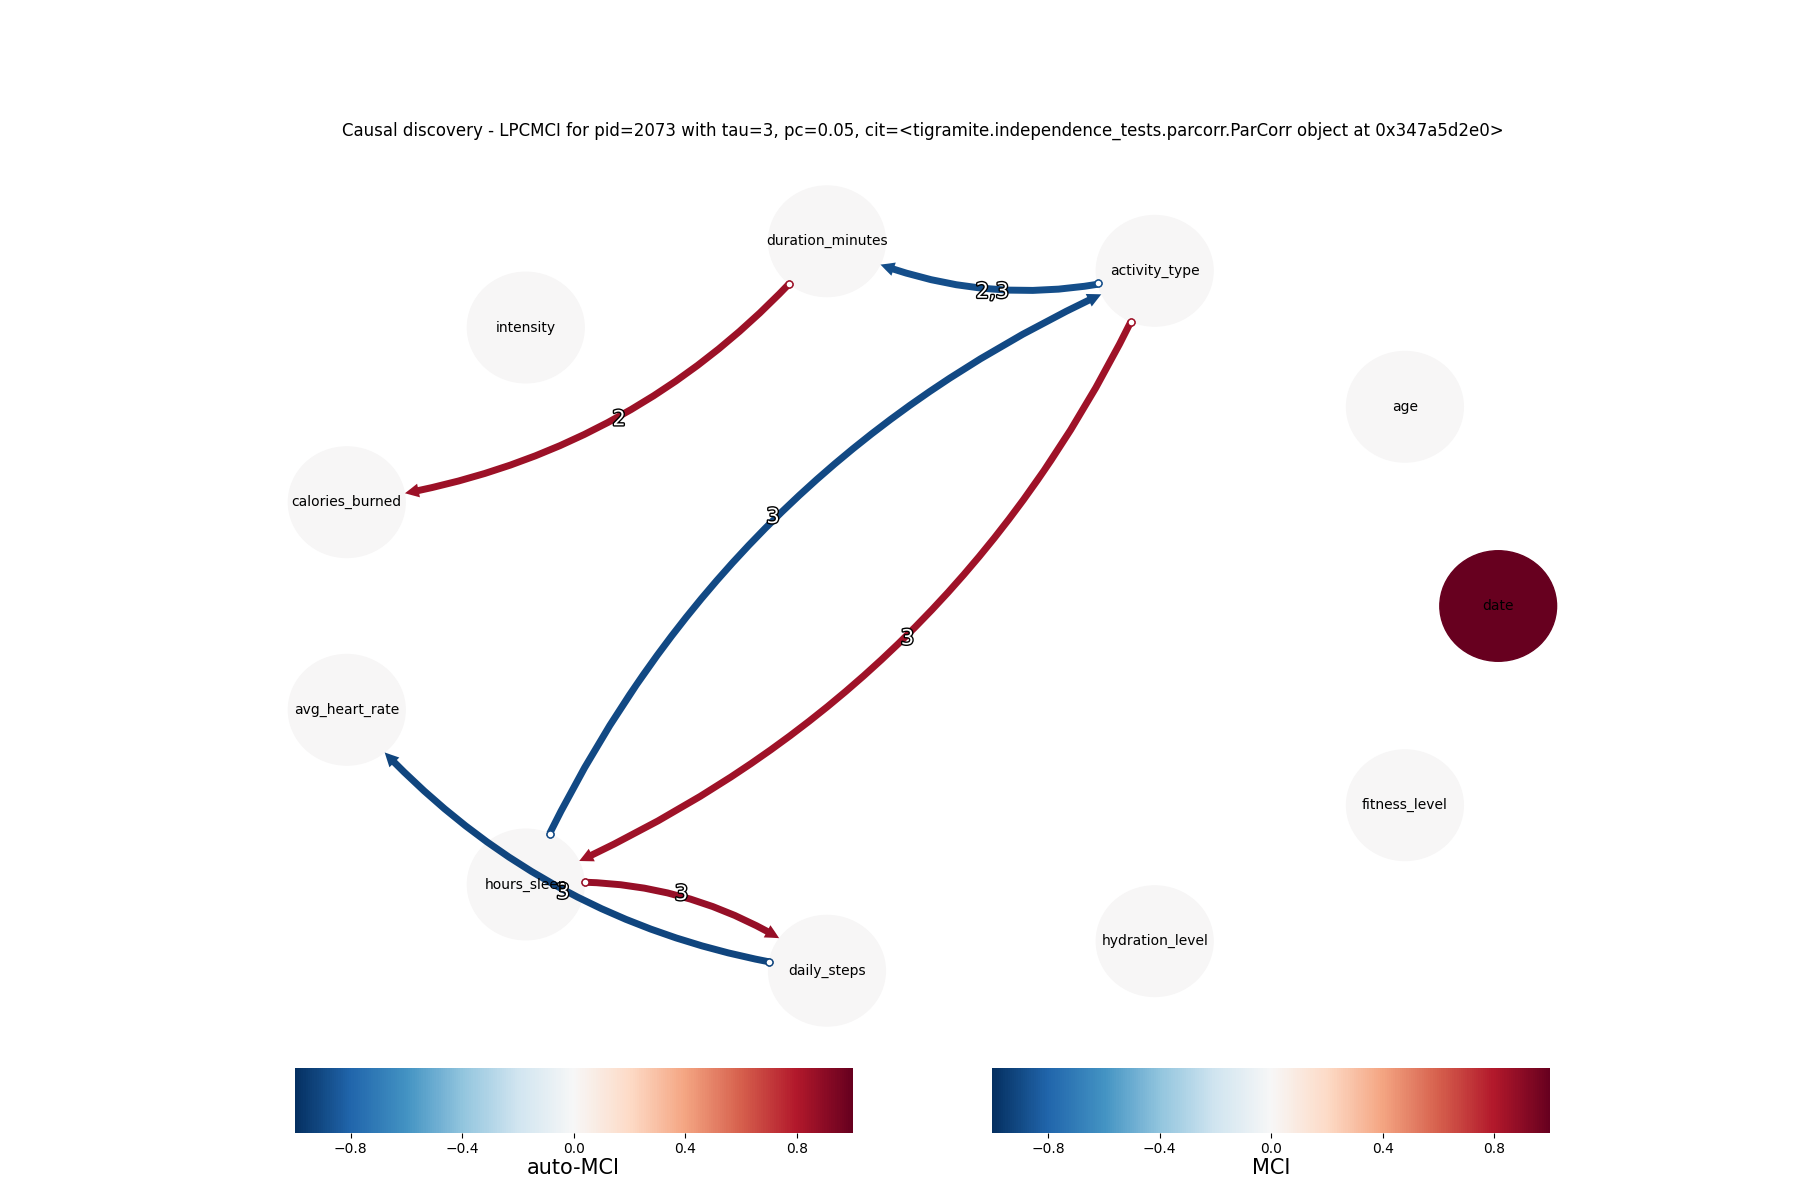 Causal discovery - LPCMCI for pid=2073 with tau=3, pc=0.05, cit=<tigramite.independence_tests.parcorr.ParCorr object at 0x347a5d2e0>
duration_minutes
activity_type
2,3
intensity
age
2
calories_burned
3
date
3
avg_heart_rate
fitness_level
hours_sleep
3
3
hydration_level
daily_steps
−0.8 −0.4 0.0 0.4 0.8
auto-MCI
−0.8 −0.4 0.0 0.4 0.8
MCI